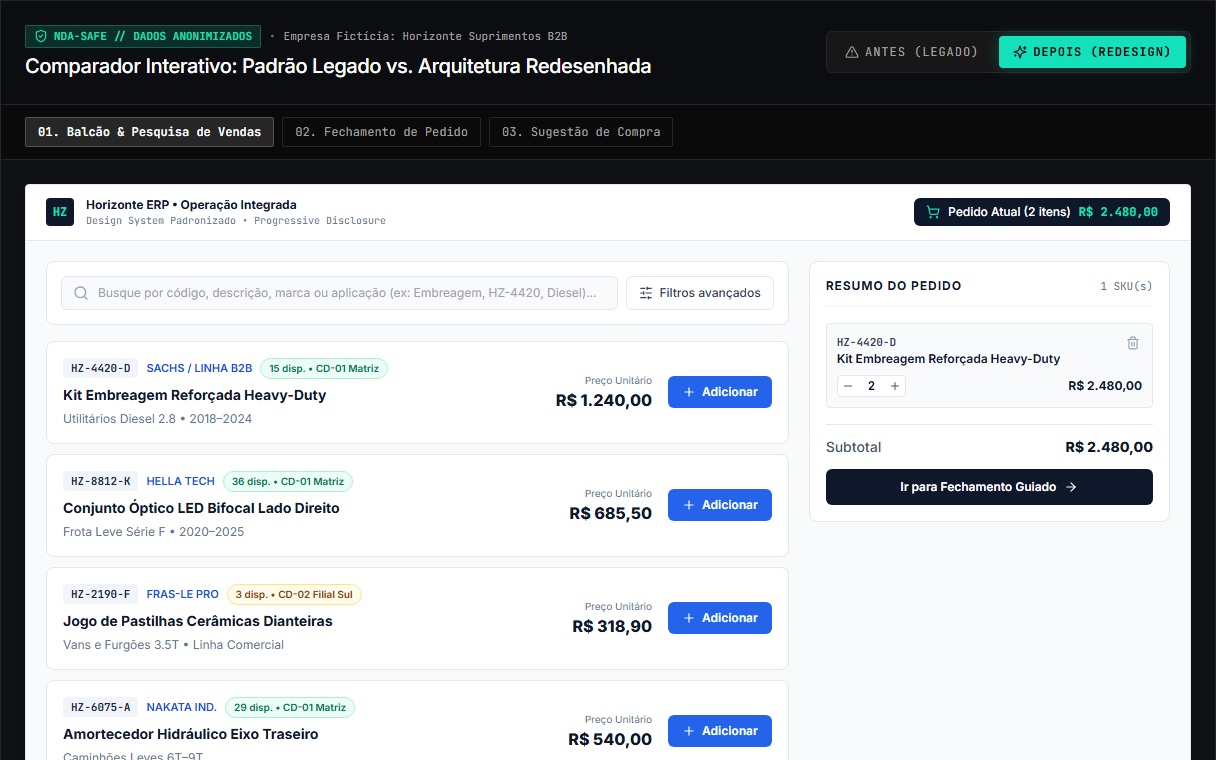 NDA-SAFE // DADOS ANONIMIZADOS • Empresa Fictícia: Horizonte Suprimentos B2B
Comparador Interativo: Padrão Legado vs. Arquitetura Redesenhada
ANTES (LEGADO)
DEPOIS (REDESIGN)
01. Balcão & Pesquisa de Vendas
02. Fechamento de Pedido
03. Sugestão de Compra
HZ
Horizonte ERP • Operação Integrada
Design System Padronizado • Progressive Disclosure
Pedido Atual (2 itens) R$ 2.480,00
Busque por código, descrição, marca ou aplicação (ex: Embreagem, HZ-4420, Diesel)...
Filtros avançados
HZ-4420-D SACHS / LINHA B2B 15 disp. • CD-01 Matriz
Kit Embreagem Reforçada Heavy-Duty
Utilitários Diesel 2.8 • 2018–2024
Preço Unitário
R$ 1.240,00
+ Adicionar
HZ-8812-K HELLA TECH 36 disp. • CD-01 Matriz
Conjunto Óptico LED Bifocal Lado Direito
Frota Leve Série F • 2020–2025
Preço Unitário
R$ 685,50
+ Adicionar
HZ-2190-F FRAS-LE PRO 3 disp. • CD-02 Filial Sul
Jogo de Pastilhas Cerâmicas Dianteiras
Vans e Furgões 3.5T • Linha Comercial
Preço Unitário
R$ 318,90
+ Adicionar
HZ-6075-A NAKATA IND. 29 disp. • CD-01 Matriz
Amortecedor Hidráulico Eixo Traseiro
Caminhões Leves 6T–9T
Preço Unitário
R$ 540,00
+ Adicionar
RESUMO DO PEDIDO
1 SKU(s)
HZ-4420-D
Kit Embreagem Reforçada Heavy-Duty
− 2 +
R$ 2.480,00
Subtotal
R$ 2.480,00
Ir para Fechamento Guiado →